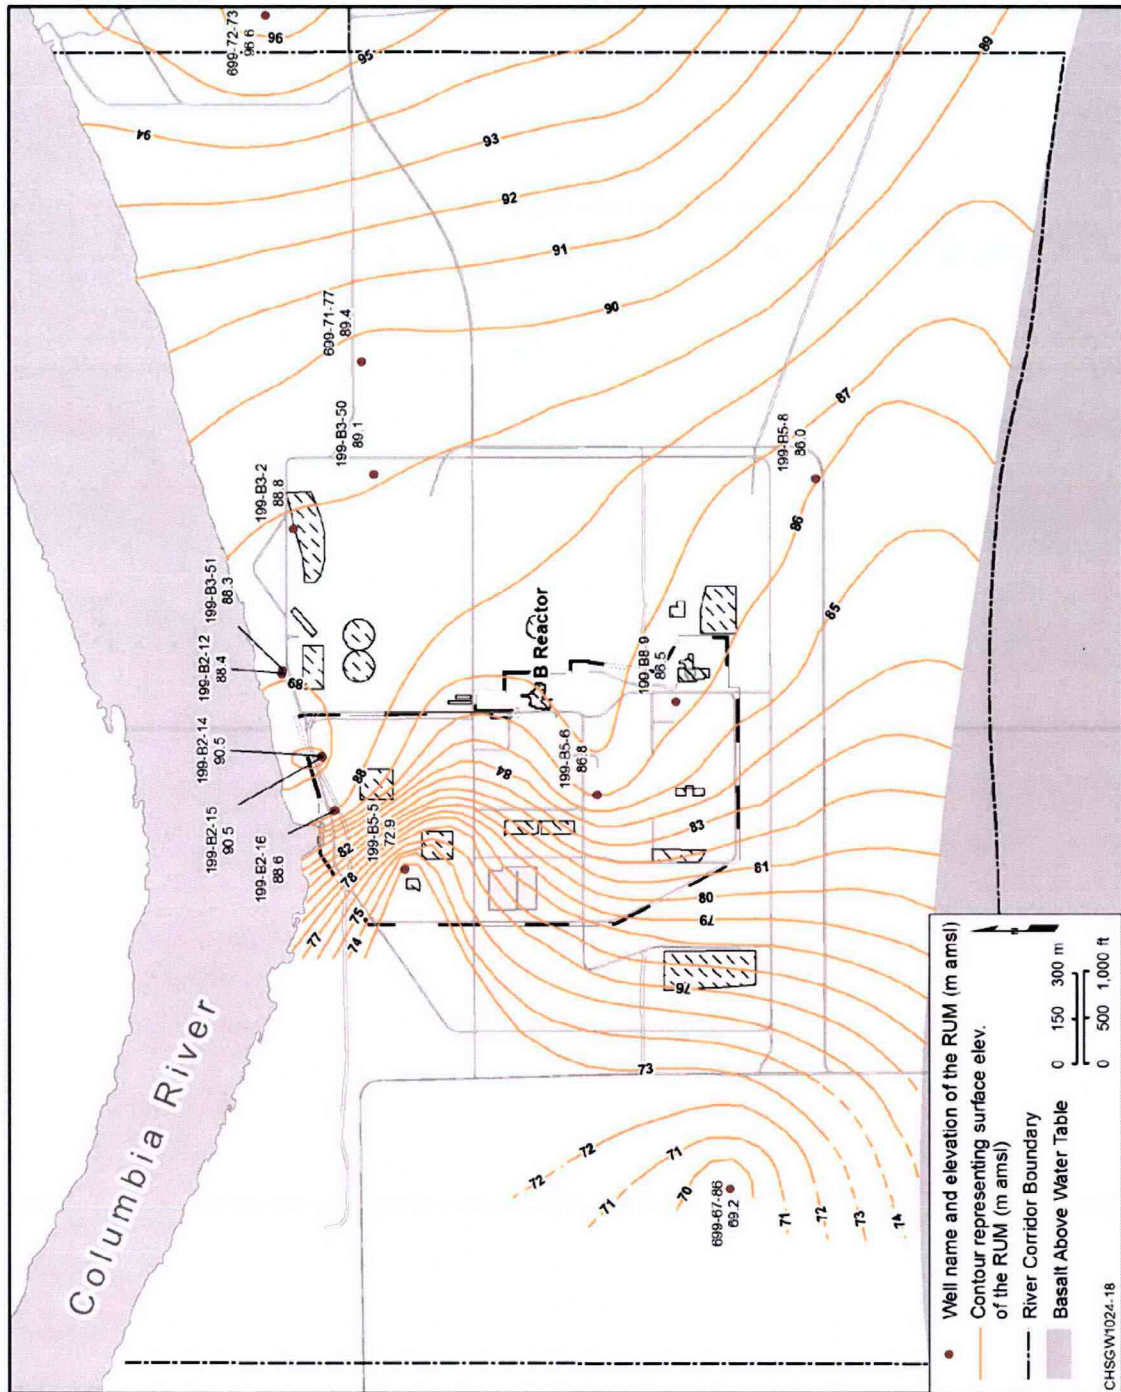 Columbia River
699-72-73
96.6
96
95
94
93
92
91
90
89
699-71-77
89.4
199-B3-50
89.1
199-B3-2
88.8
199-B3-51
88.3
199-B2-12
88.4
199-B2-14
90.5
199-B2-15
90.5
199-B2-16
88.6
89
88
199-B5-5
72.9
82
78
77
75
74
B Reactor
84
199-B5-6
86.8
199-B8-9
86.5
199-B5-8
86.0
87
86
85
83
81
80
79
76
73
72
72
71
71
70
699-67-86
69.2
71
72
73
74
Well name and elevation of the RUM (m amsl)
Contour representing surface elev.
of the RUM (m amsl)
River Corridor Boundary
Basalt Above Water Table
N
0 150 300 m
0 500 1,000 ft
CHSGW1024-18